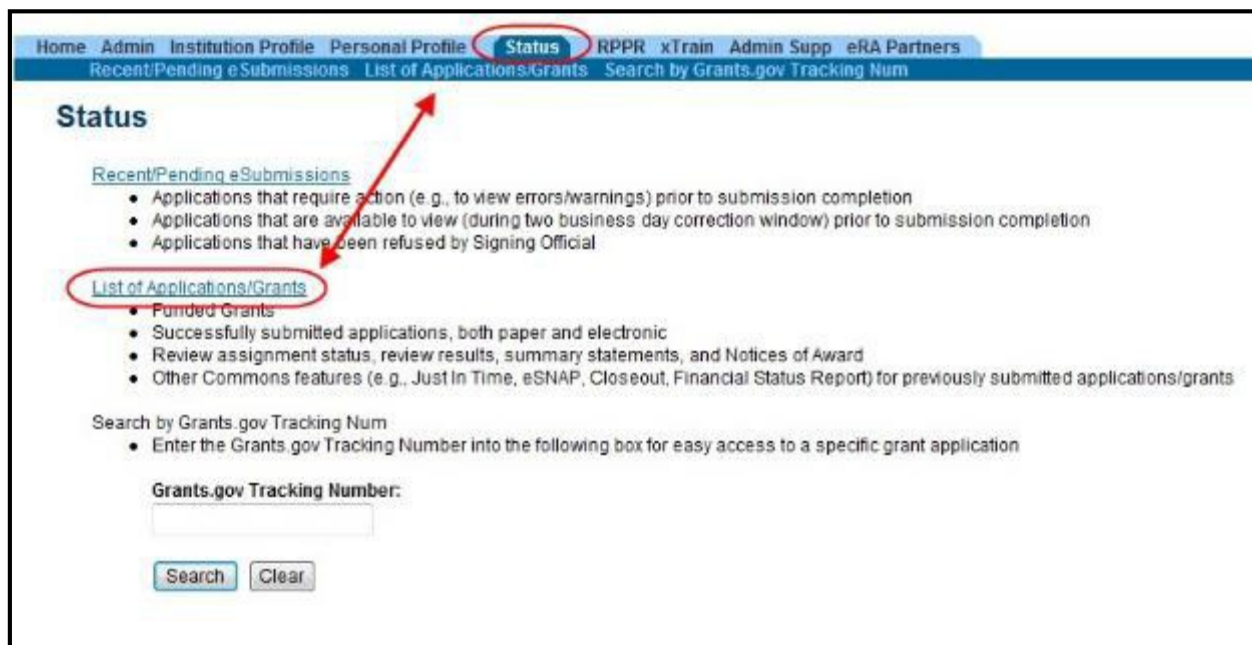 Home Admin Institution Profile Personal Profile Status RPPR xTrain Admin Supp eRA Partners
Recent/Pending eSubmissions List of Applications/Grants Search by Grants.gov Tracking Num
Status
Recent/Pending eSubmissions
• Applications that require action (e.g., to view errors/warnings) prior to submission completion
• Applications that are available to view (during two business day correction window) prior to submission completion
• Applications that have been refused by Signing Official
List of Applications/Grants
• Funded Grants
• Successfully submitted applications, both paper and electronic
• Review assignment status, review results, summary statements, and Notices of Award
• Other Commons features (e.g., Just In Time, eSNAP, Closeout, Financial Status Report) for previously submitted applications/grants
Search by Grants.gov Tracking Num
• Enter the Grants.gov Tracking Number into the following box for easy access to a specific grant application
Grants.gov Tracking Number:
Search Clear